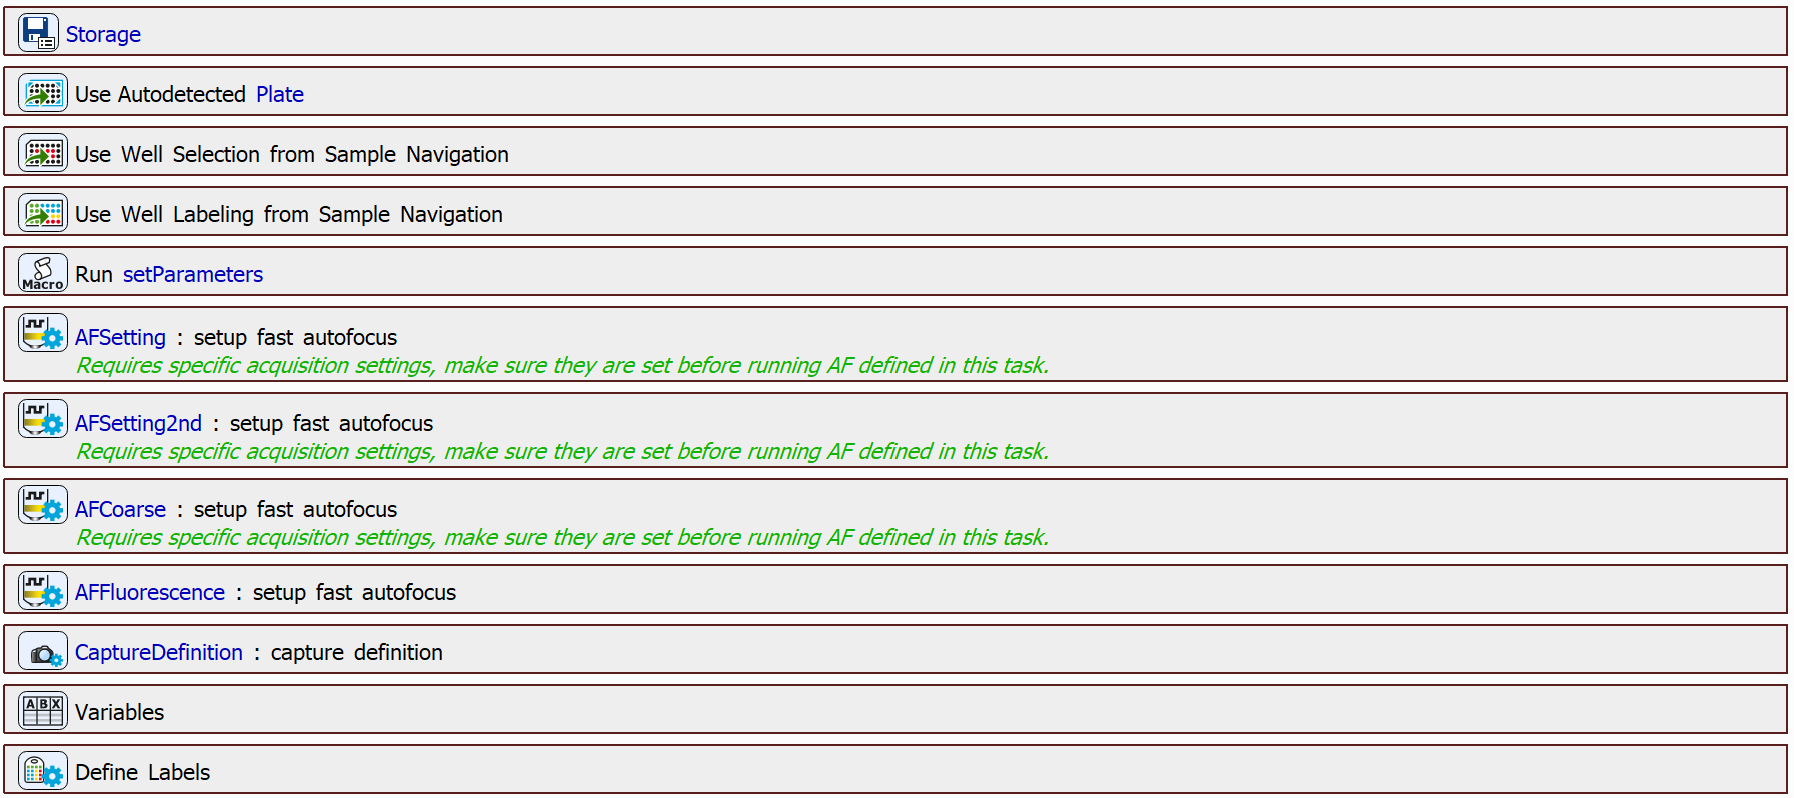 Storage
Use Autodetected Plate
Use Well Selection from Sample Navigation
Use Well Labeling from Sample Navigation
Macro
Run setParameters
AFSetting : setup fast autofocus
Requires specific acquisition settings, make sure they are set before running AF defined in this task.
AFSetting2nd : setup fast autofocus
Requires specific acquisition settings, make sure they are set before running AF defined in this task.
AFCoarse : setup fast autofocus
Requires specific acquisition settings, make sure they are set before running AF defined in this task.
AFFluorescence : setup fast autofocus
CaptureDefinition : capture definition
A B X
Variables
Define Labels